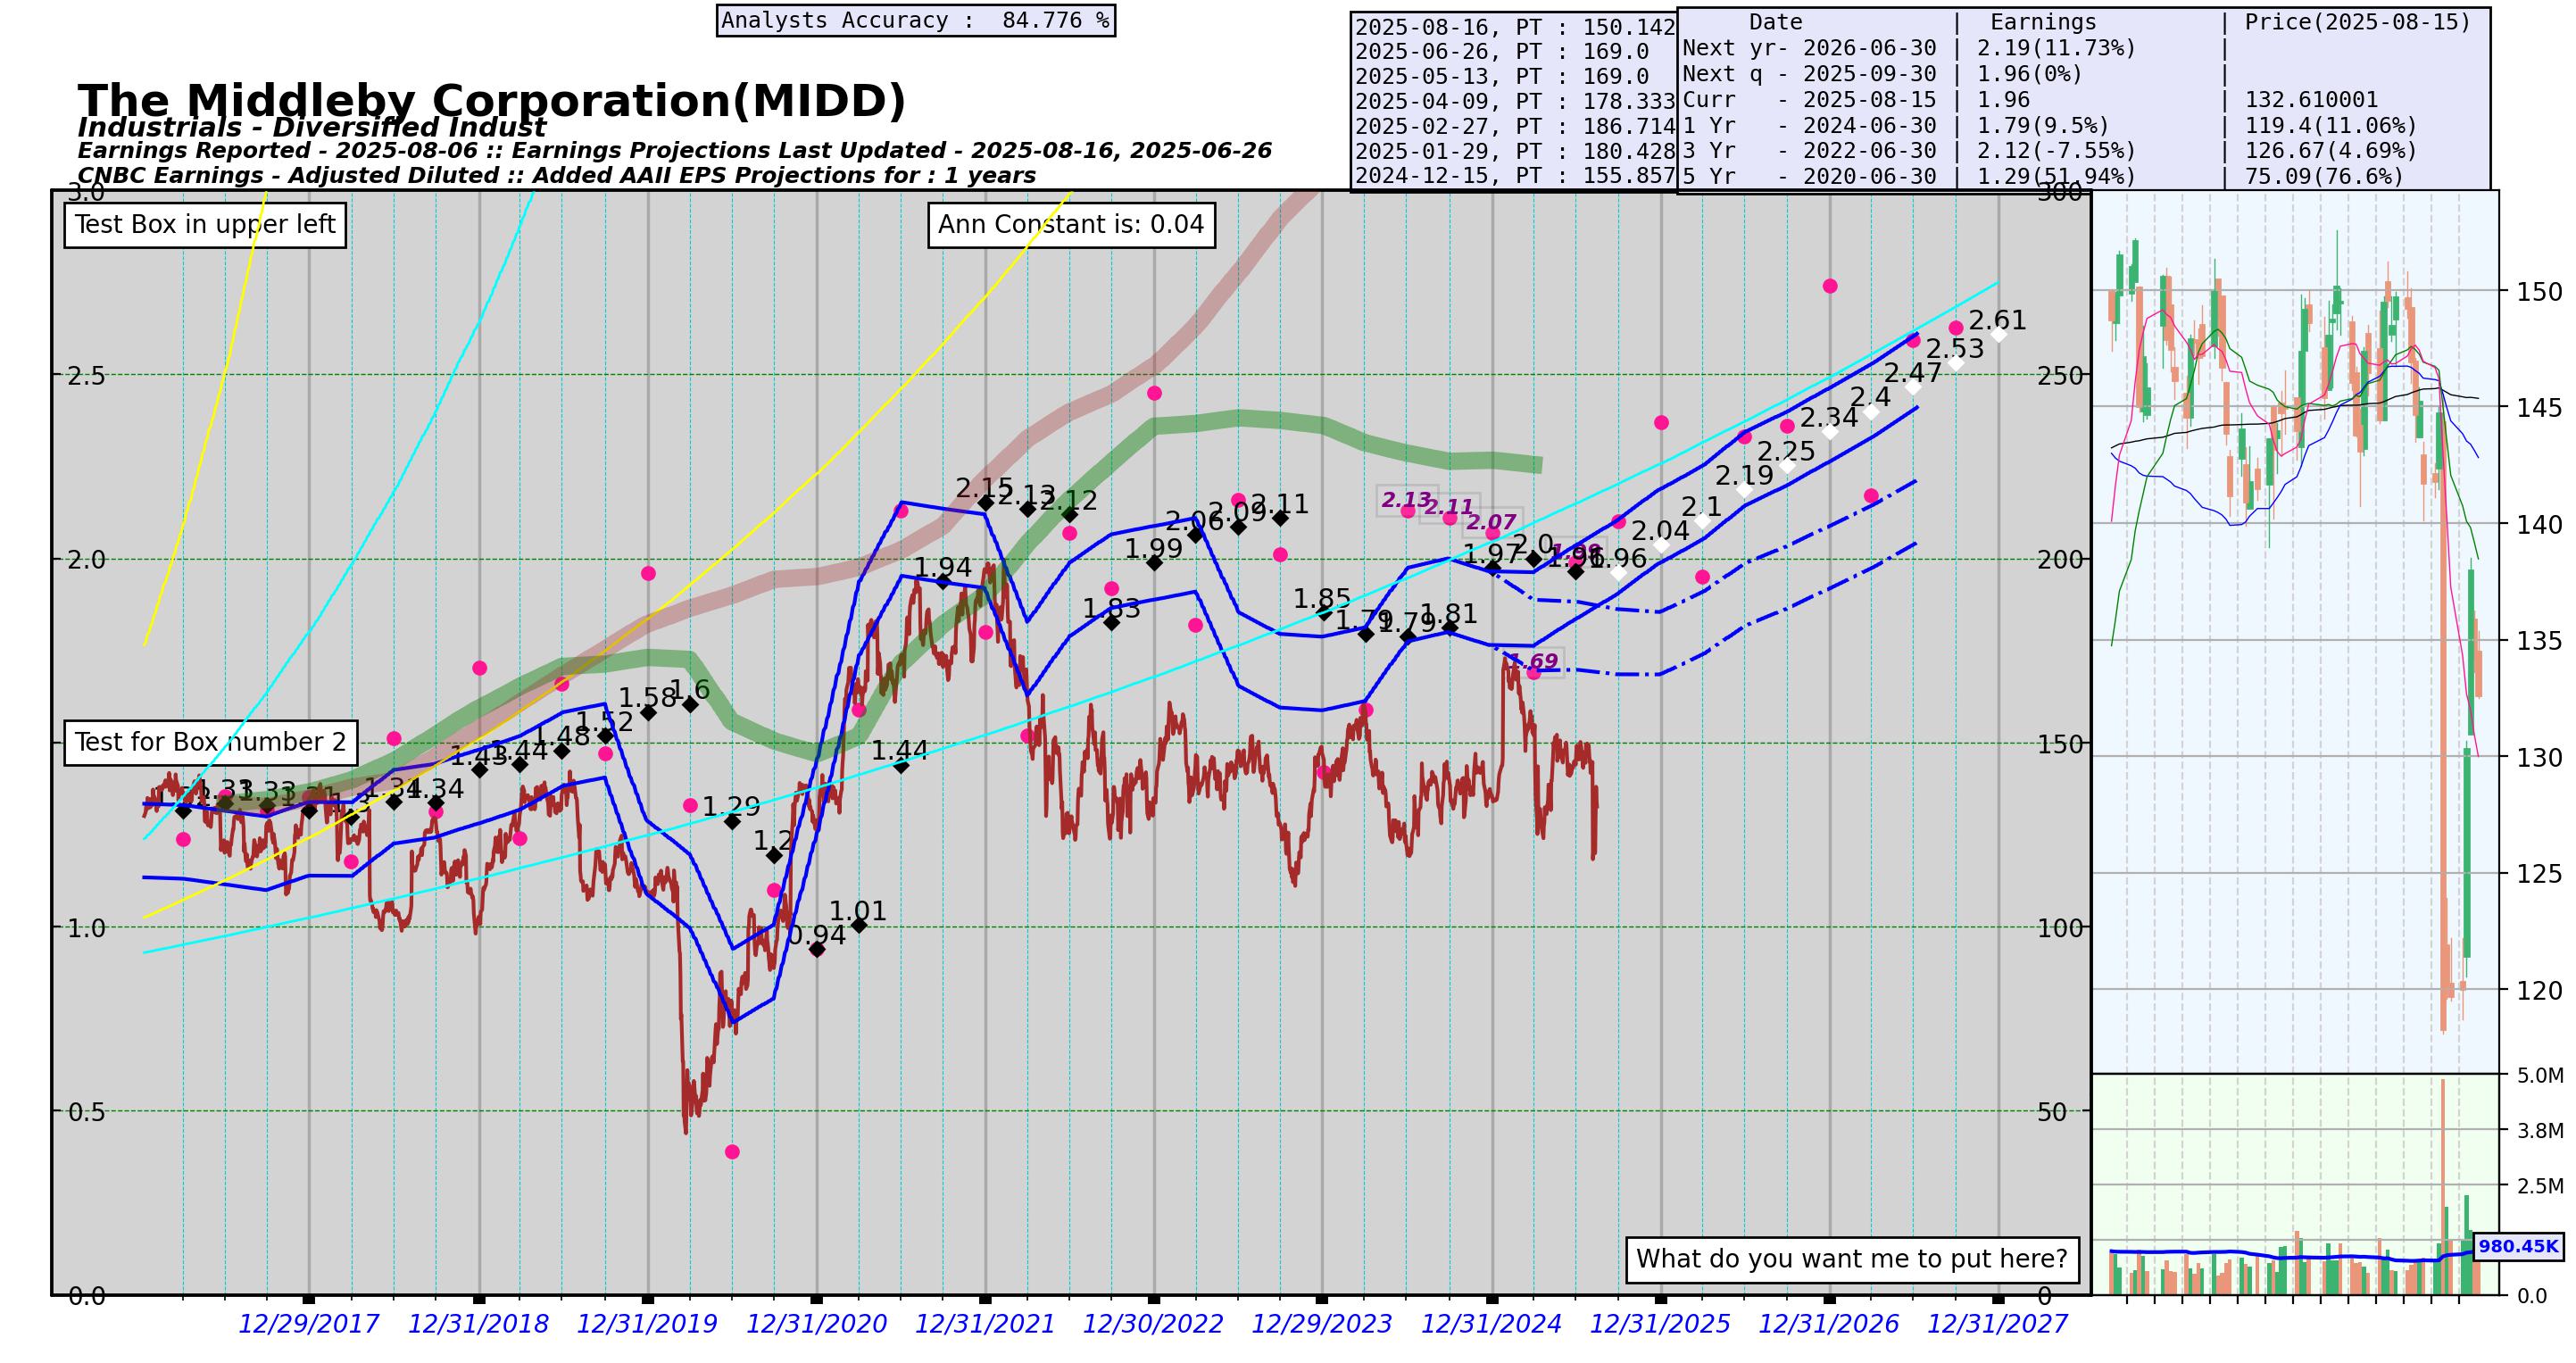 Analysts Accuracy :  84.776 %
2025-08-16, PT : 150.142
2025-06-26, PT : 169.0
2025-05-13, PT : 169.0
2025-04-09, PT : 178.333
2025-02-27, PT : 186.714
2025-01-29, PT : 180.428
2024-12-15, PT : 155.857
Date | Earnings | Price(2025-08-15)
Next yr- 2026-06-30 | 2.19(11.73%) |
Next q - 2025-09-30 | 1.96(0%) |
Curr - 2025-08-15 | 1.96 | 132.610001
1 Yr - 2024-06-30 | 1.79(9.5%) | 119.4(11.06%)
3 Yr - 2022-06-30 | 2.12(-7.55%) | 126.67(4.69%)
5 Yr - 2020-06-30 | 1.29(51.94%) | 75.09(76.6%)
The Middleby Corporation(MIDD)
Industrials - Diversified Indust
Earnings Reported - 2025-08-06 :: Earnings Projections Last Updated - 2025-08-16, 2025-06-26
CNBC Earnings - Adjusted Diluted :: Added AAII EPS Projections for : 1 years
3.0
300
Test Box in upper left
Ann Constant is: 0.04
2.5
2.0
1.0
0.5
0.0
Test for Box number 2
1.33
1.33
1.3
1.34
1.34
1.43
1.44
1.48
1.52
1.58
1.6
1.29
1.2
0.94
1.01
1.44
1.94
2.15
2.13
2.12
1.83
1.99
2.06
2.09
2.11
1.85
1.79
1.79
1.81
2.13
2.11
2.07
1.97
2.0
1.69
1.96
1.96
2.04
2.1
2.19
2.25
2.34
2.4
2.47
2.53
2.61
250
200
150
100
50
0
What do you want me to put here?
150
145
140
135
130
125
120
5.0M
3.8M
2.5M
980.45K
0.0
12/29/2017
12/31/2018
12/31/2019
12/31/2020
12/31/2021
12/30/2022
12/29/2023
12/31/2024
12/31/2025
12/31/2026
12/31/2027